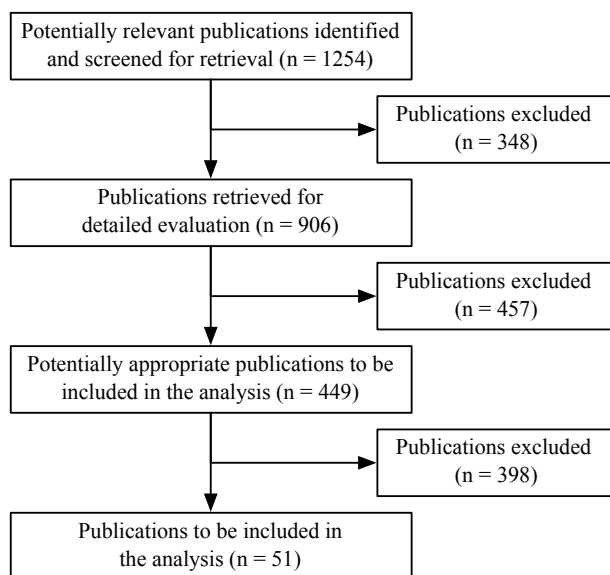 Potentially relevant publications identified
and screened for retrieval (n = 1254)
Publications excluded
(n = 348)
Publications retrieved for
detailed evaluation (n = 906)
Publications excluded
(n = 457)
Potentially appropriate publications to be
included in the analysis (n = 449)
Publications excluded
(n = 398)
Publications to be included in
the analysis (n = 51)